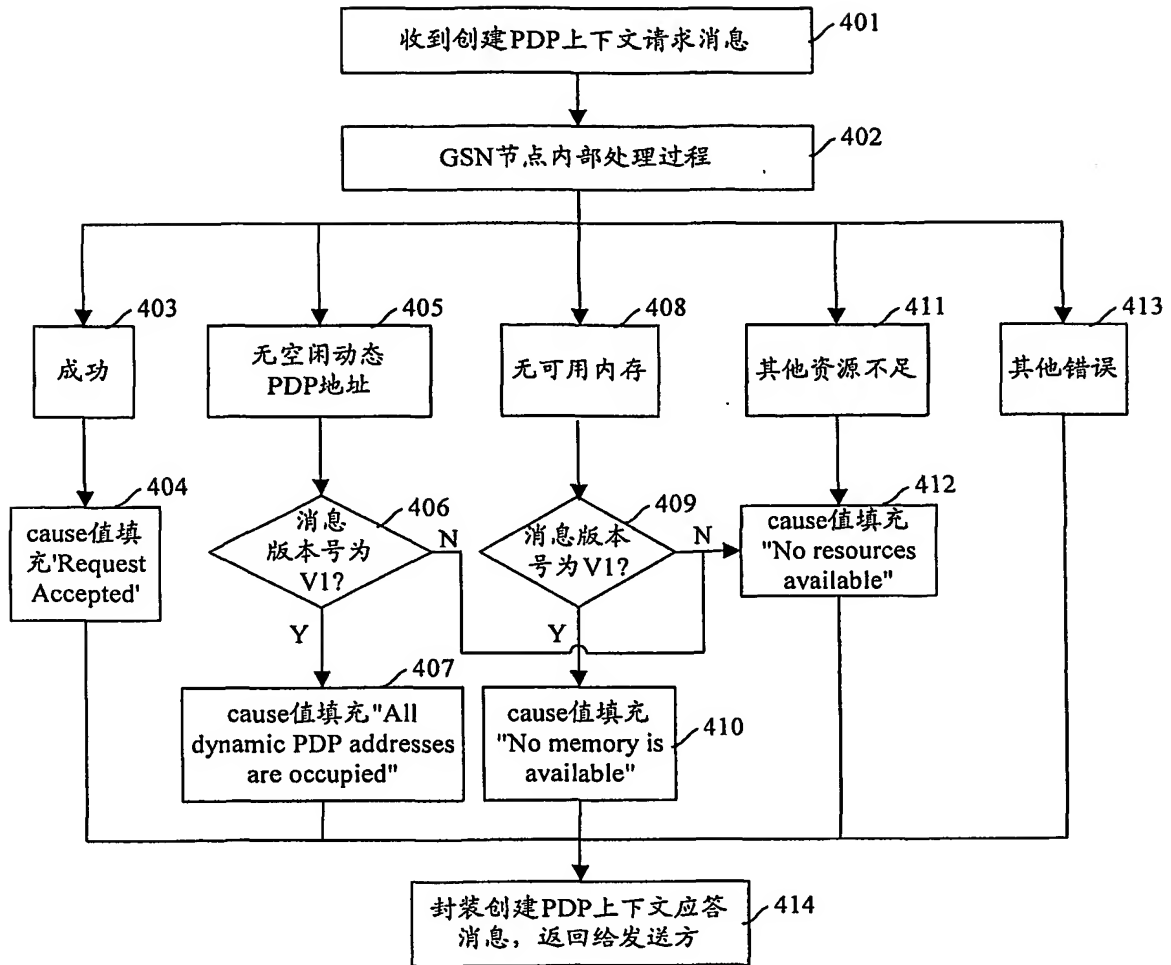 收到创建PDP上下文请求消息
401
GSN节点内部处理过程
402
403
成功
405
无空闲动态
PDP地址
408
无可用内存
411
其他资源不足
413
其他错误
404
cause值填
充'Request
Accepted'
406
消息
版本号为
V1?
N
Y
409
消息版本
号为V1?
N
Y
412
cause值填充
"No resources
available"
407
cause值填充"All
dynamic PDP addresses
are occupied"
cause值填充
"No memory is
available"
410
封装创建PDP上下文应答
消息，返回给发送方
414